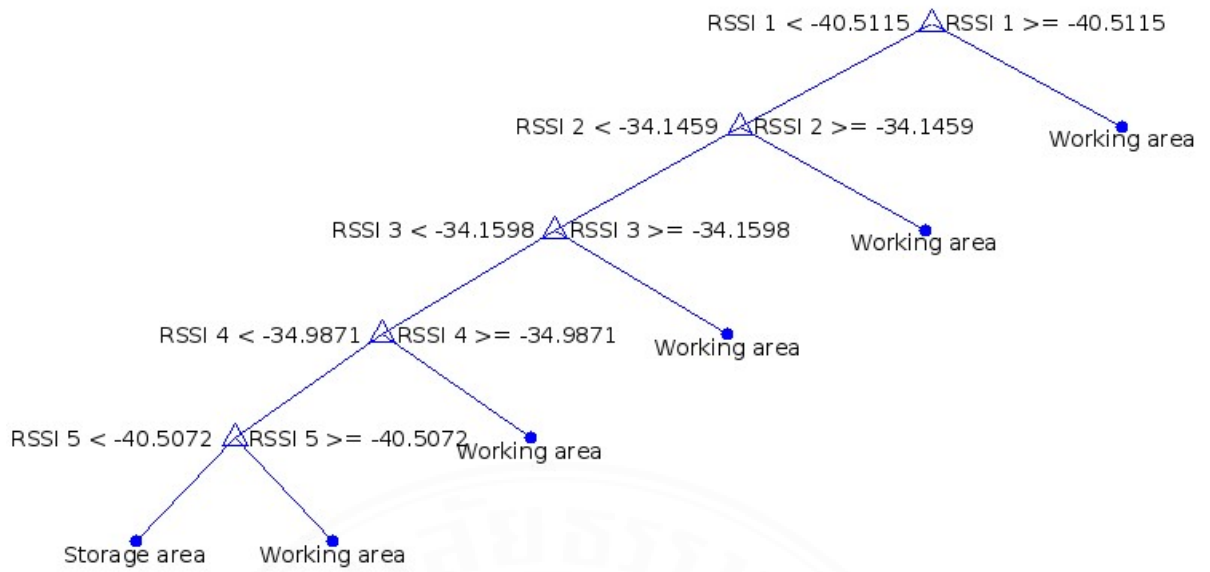 RSSI 1 < -40.5115 RSSI 1 >= -40.5115
RSSI 2 < -34.1459 RSSI 2 >= -34.1459
Working area
RSSI 3 < -34.1598 RSSI 3 >= -34.1598
Working area
RSSI 4 < -34.9871 RSSI 4 >= -34.9871
Working area
RSSI 5 < -40.5072 RSSI 5 >= -40.5072
Working area
Storage area Working area